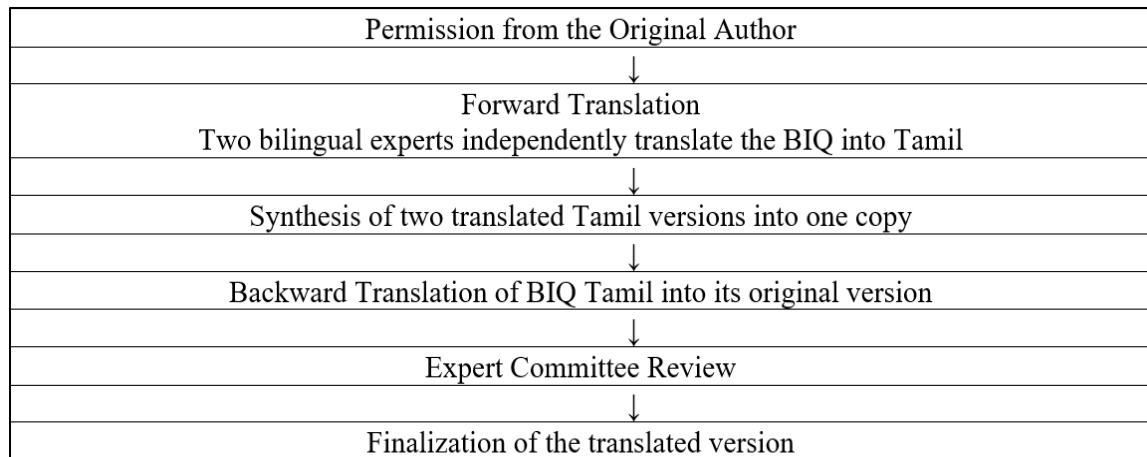 Permission from the Original Author
↓
Forward Translation
Two bilingual experts independently translate the BIQ into Tamil
↓
Synthesis of two translated Tamil versions into one copy
↓
Backward Translation of BIQ Tamil into its original version
↓
Expert Committee Review
↓
Finalization of the translated version